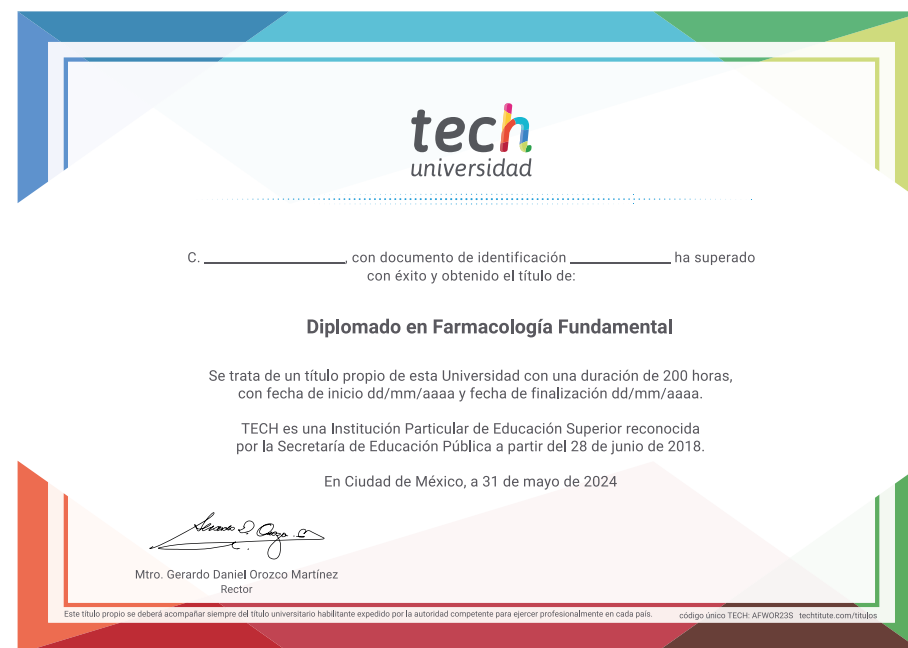 tech
universidad
C. ____________, con documento de identificación ____________ ha superado
con éxito y obtenido el título de:
Diplomado en Farmacología Fundamental
Se trata de un título propio de esta Universidad con una duración de 200 horas,
con fecha de inicio dd/mm/aaaa y fecha de finalización dd/mm/aaaa.
TECH es una Institución Particular de Educación Superior reconocida
por la Secretaría de Educación Pública a partir del 28 de junio de 2018.
En Ciudad de México, a 31 de mayo de 2024
Mtro. Gerardo Daniel Orozco Martínez
Rector
Este título propio se deberá acompañar siempre del título universitario habilitante expedido por la autoridad competente para ejercer profesionalmente en cada país. código único TECH: AFWOR23S techtitute.com/titulos